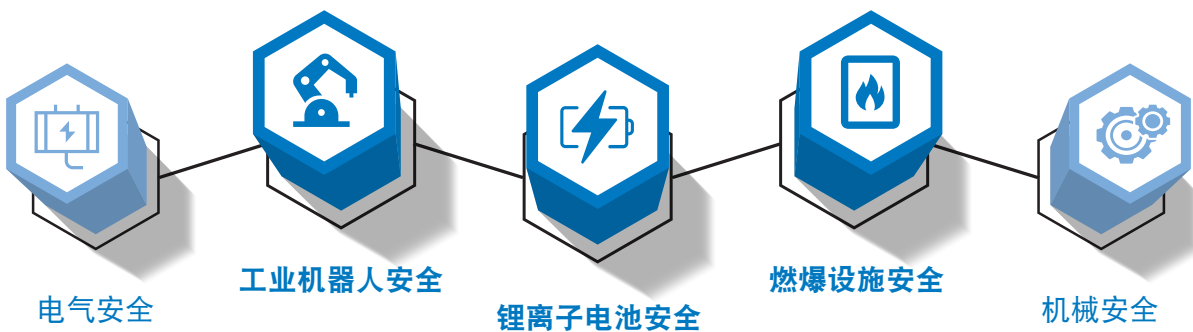 电气安全
工业机器人安全
锂离子电池安全
燃爆设施安全
机械安全